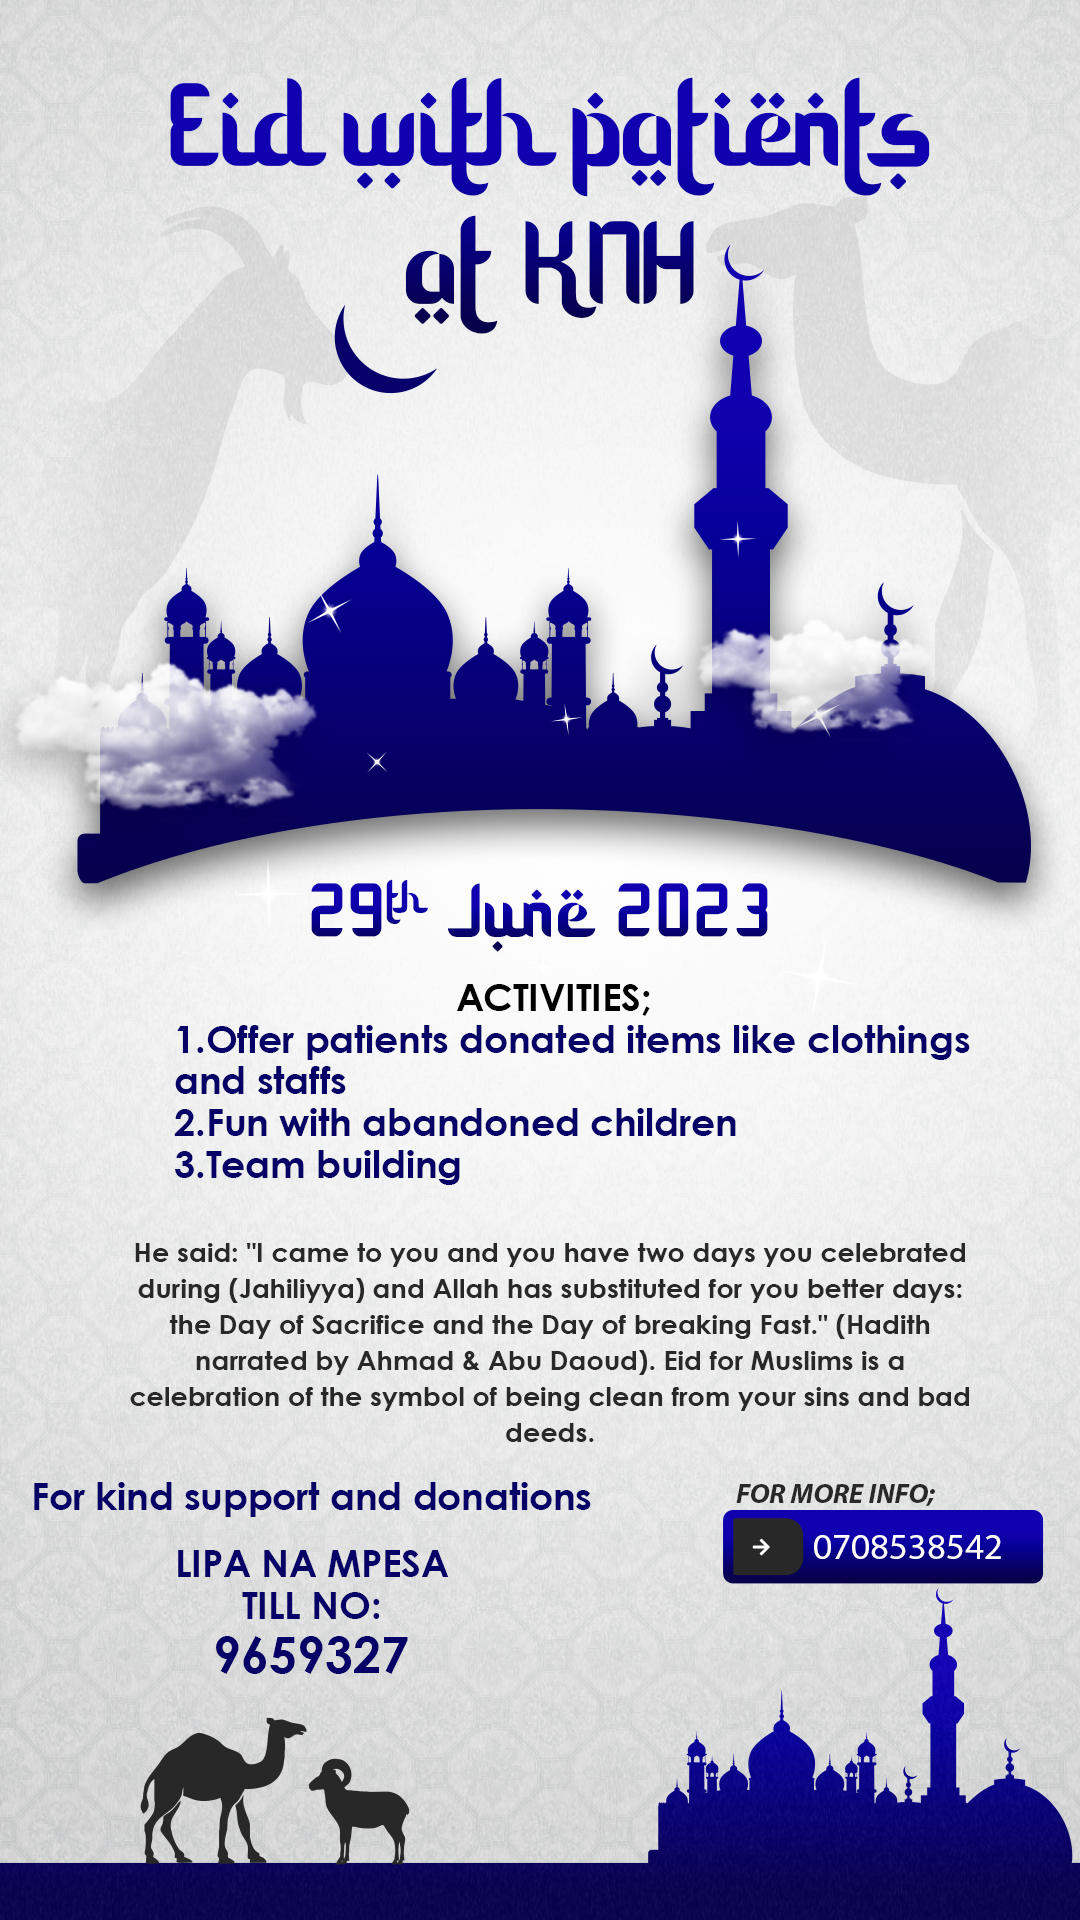 Eid with patients
at KNH
29th June 2023
ACTIVITIES;
1.Offer patients donated items like clothings
and staffs
2.Fun with abandoned children
3.Team building
He said: "I came to you and you have two days you celebrated
during (Jahiliyya) and Allah has substituted for you better days:
the Day of Sacrifice and the Day of breaking Fast." (Hadith
narrated by Ahmad & Abu Daoud). Eid for Muslims is a
celebration of the symbol of being clean from your sins and bad
deeds.
For kind support and donations
LIPA NA MPESA
TILL NO:
9659327
FOR MORE INFO;
0708538542